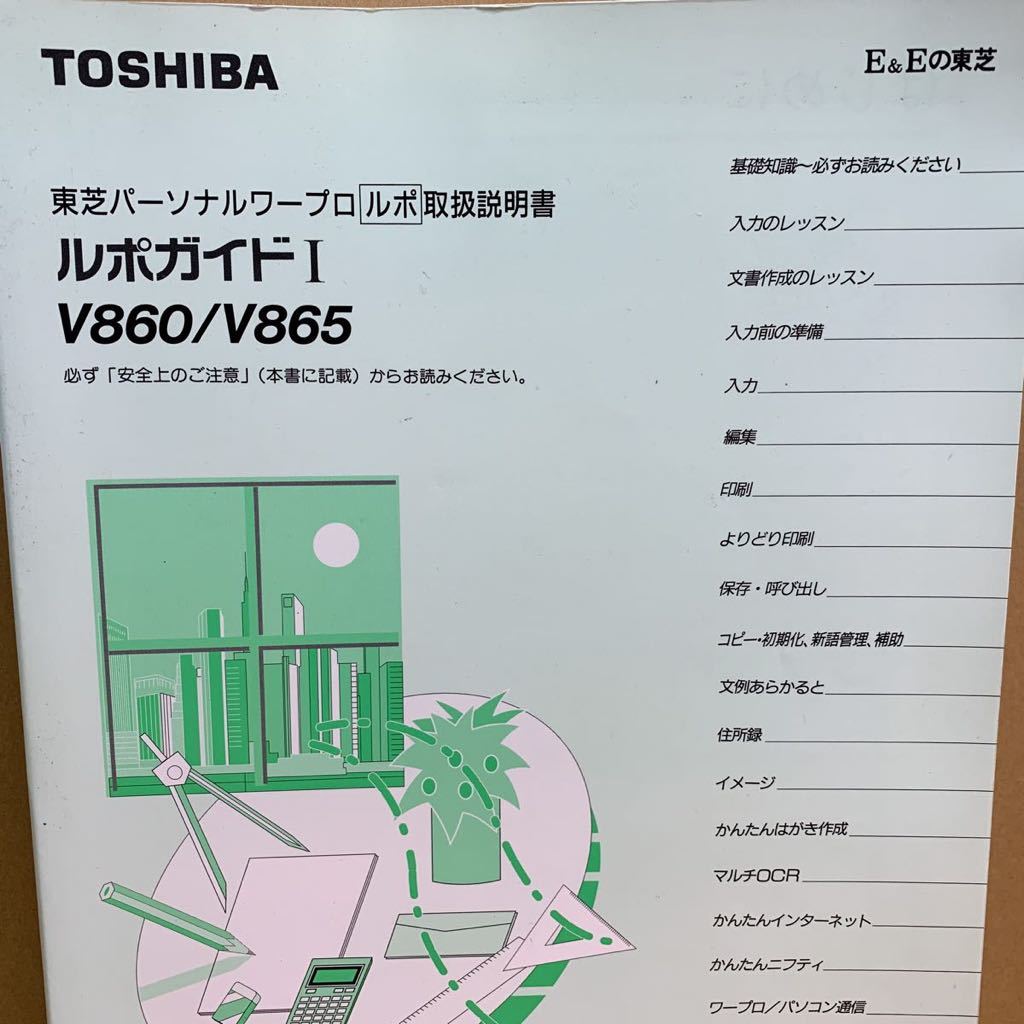 TOSHIBA
E&Eの東芝
東芝パーソナルワープロルポ取扱説明書
ルポガイドI
V860/V865
必ず「安全上のご注意」(本書に記載)からお読みください。
基礎知識〜必ずお読みください
入力のレッスン
文書作成のレッスン
入力前の準備
入力
編集
印刷
よりどり印刷
保存・呼び出し
コピー・初期化、新語管理、補助
文例あらかると
住所録
イメージ
かんたんはがき作成
マルチOCR
かんたんインターネット
かんたんニフティ
ワープロ/パソコン通信